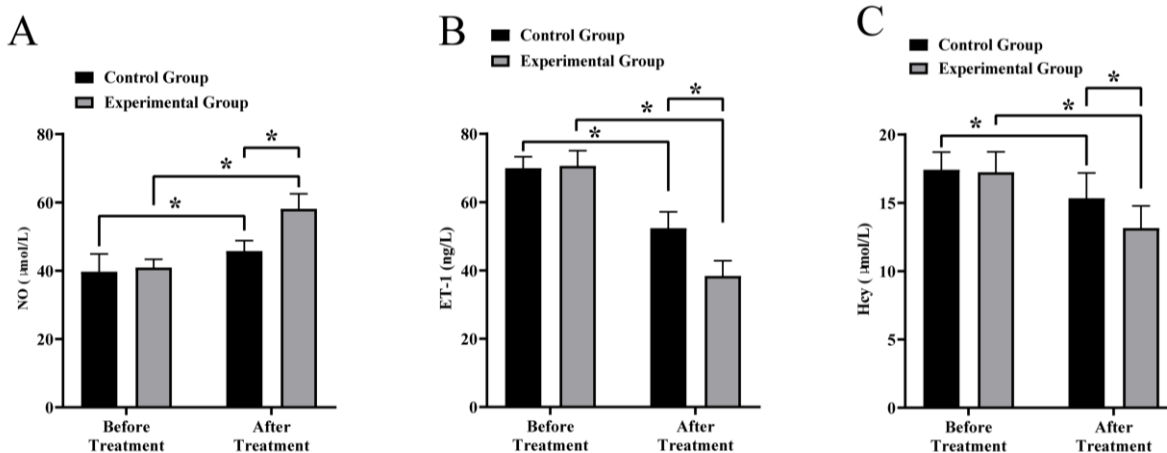 A
Control Group
Experimental Group
*
*
*
80
60
40
20
0
NO (μmol/L)
Before
Treatment
After
Treatment
B
Control Group
Experimental Group
*
*
*
80
60
40
20
0
ET-1 (ng/L)
Before
Treatment
After
Treatment
C
Control Group
Experimental Group
*
*
*
20
15
10
5
0
Hcy (μmol/L)
Before
Treatment
After
Treatment